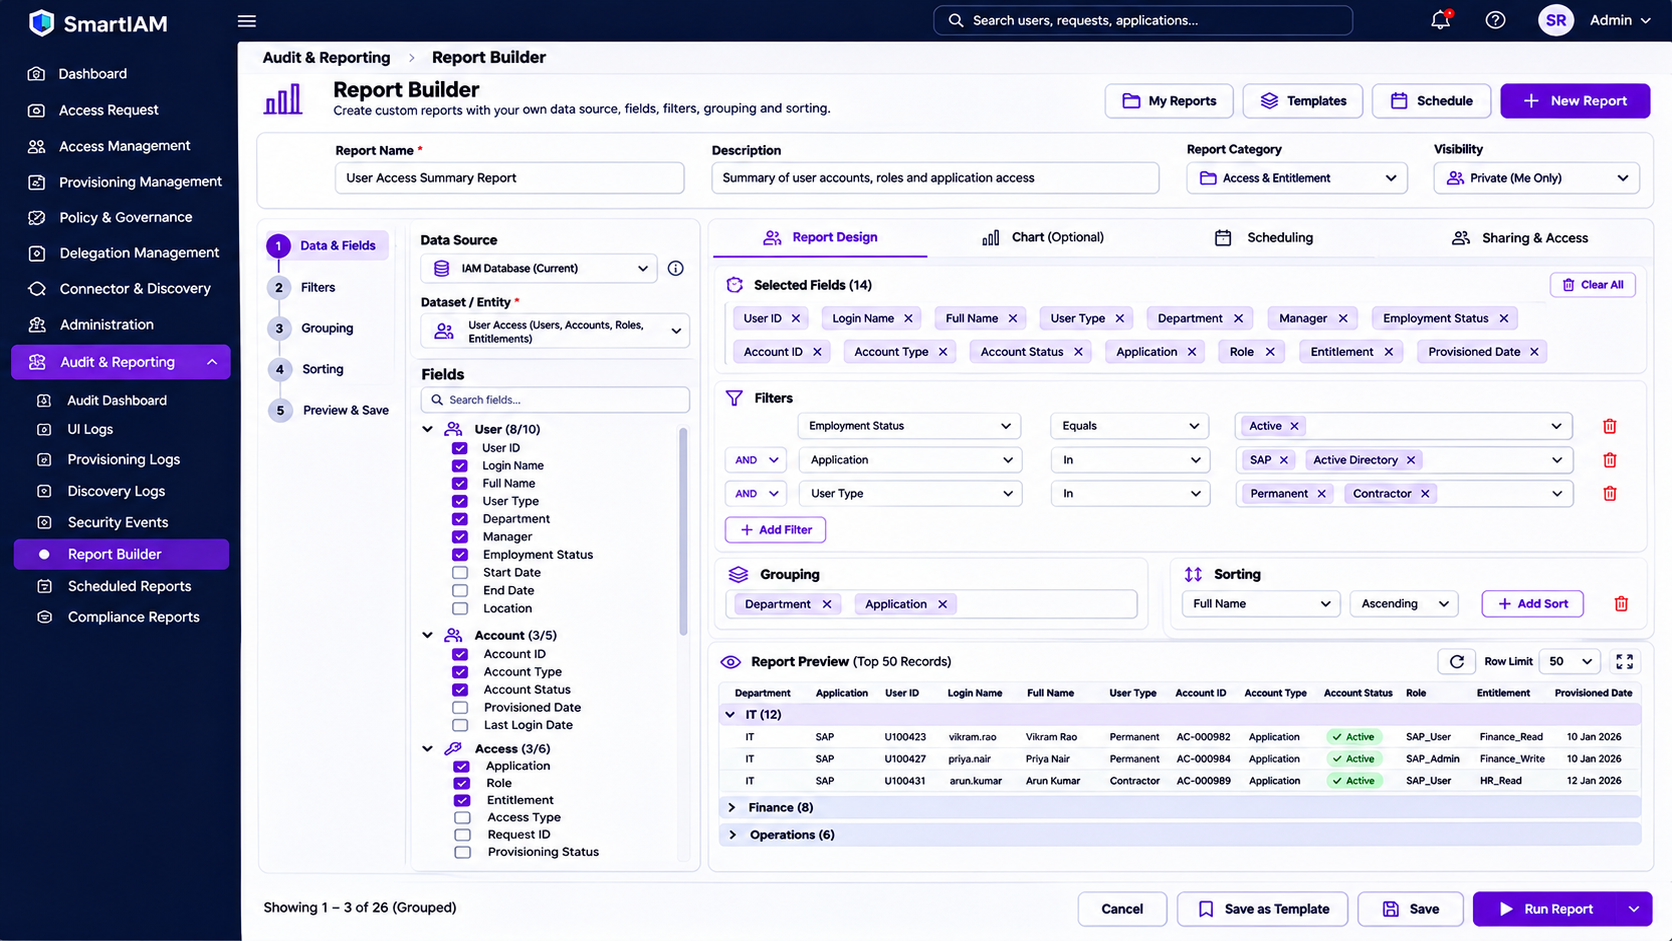 SmartIAM
Search users, requests, applications...
SR
Admin
Dashboard
Access Request
Access Management
Provisioning Management
Policy & Governance
Delegation Management
Connector & Discovery
Administration
Audit & Reporting
Audit Dashboard
UI Logs
Provisioning Logs
Discovery Logs
Security Events
Report Builder
Scheduled Reports
Compliance Reports
Audit & Reporting > Report Builder
Report Builder
Create custom reports with your own data source, fields, filters, grouping and sorting.
My Reports
Templates
Schedule
+ New Report
Report Name *
User Access Summary Report
Description
Summary of user accounts, roles and application access
Report Category
Access & Entitlement
Visibility
Private (Me Only)
1 Data & Fields
2 Filters
3 Grouping
4 Sorting
5 Preview & Save
Data Source
IAM Database (Current)
Dataset / Entity *
User Access (Users, Accounts, Roles,
Entitlements)
Fields
Search fields...
User (8/10)
User ID
Login Name
Full Name
User Type
Department
Manager
Employment Status
Start Date
End Date
Location
Account (3/5)
Account ID
Account Type
Account Status
Provisioned Date
Last Login Date
Access (3/6)
Application
Role
Entitlement
Access Type
Request ID
Provisioning Status
Report Design
Chart (Optional)
Scheduling
Sharing & Access
Selected Fields (14)
Clear All
User ID × Login Name × Full Name × User Type × Department × Manager × Employment Status ×
Account ID × Account Type × Account Status × Application × Role × Entitlement × Provisioned Date ×
Filters
Employment Status Equals Active ×
AND Application In SAP × Active Directory ×
AND User Type In Permanent × Contractor ×
+ Add Filter
Grouping
Department × Application ×
Sorting
Full Name Ascending + Add Sort
Report Preview (Top 50 Records)
Row Limit 50
Department Application User ID Login Name Full Name User Type Account ID Account Type Account Status Role Entitlement Provisioned Date
IT (12)
IT SAP U100423 vikram.rao Vikram Rao Permanent AC-000982 Application ✓ Active SAP_User Finance_Read 10 Jan 2026
IT SAP U100427 priya.nair Priya Nair Permanent AC-000984 Application ✓ Active SAP_Admin Finance_Write 10 Jan 2026
IT SAP U100431 arun.kumar Arun Kumar Contractor AC-000989 Application ✓ Active SAP_User HR_Read 12 Jan 2026
Finance (8)
Operations (6)
Showing 1 – 3 of 26 (Grouped)
Cancel
Save as Template
Save
Run Report